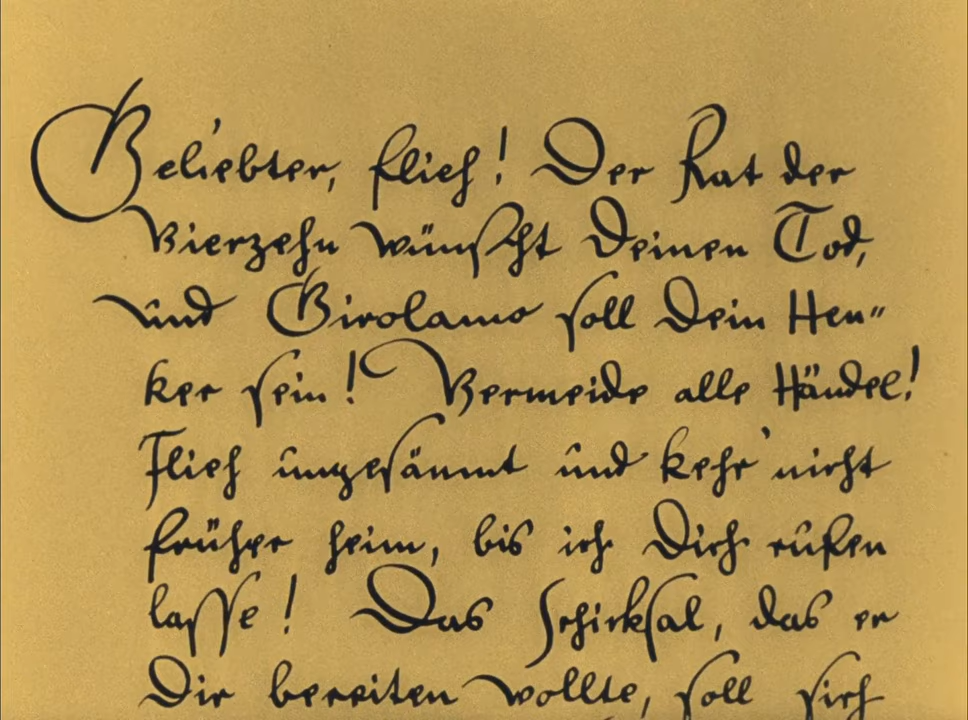 Geliebter, flieh! Der Rat der
Vierzehn wünscht Deinen Tod,
und Girolamo soll Dein Hen-
ker sein! Vermeide alle Händel!
Flieh ungesäumt und kehr' nicht
früher heim, bis ich Dich rufen
lasse! Das Schicksal, das er
Dir bereiten wollte, soll sich